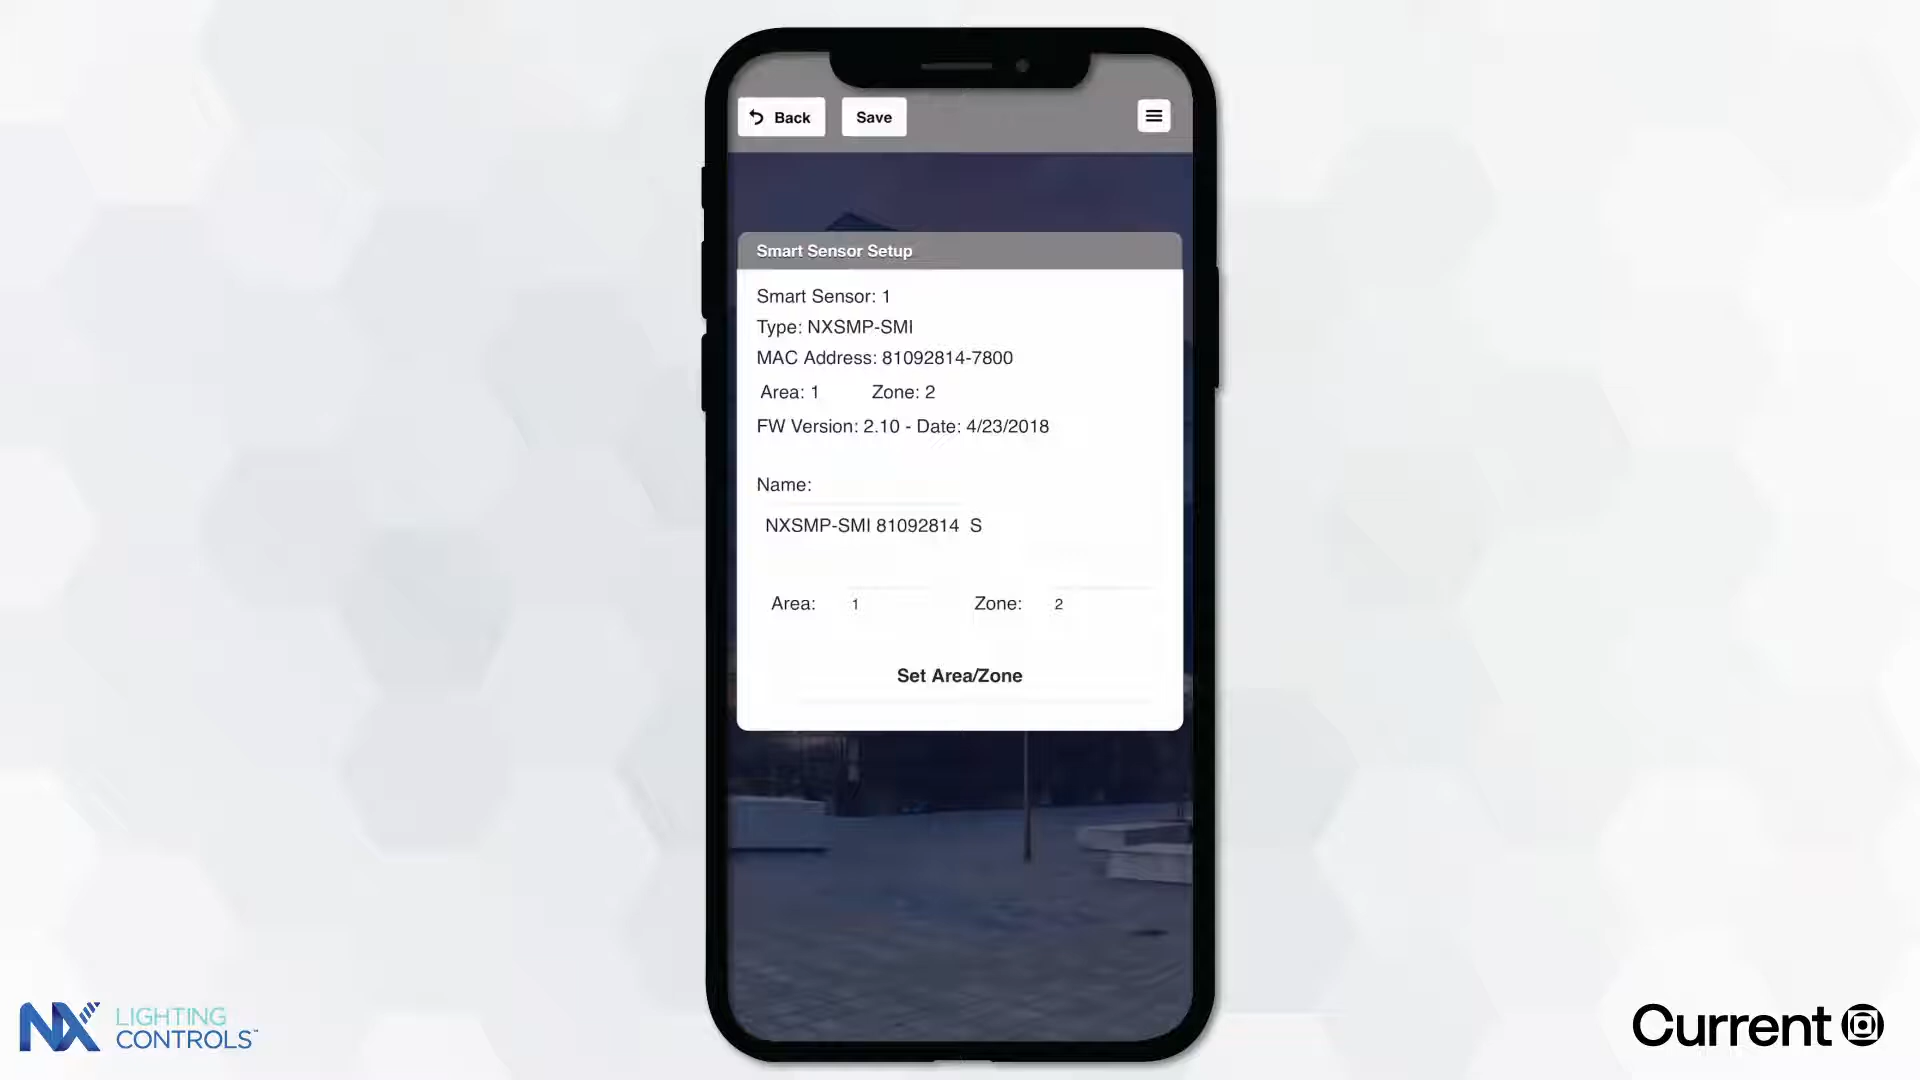 Back Save
Smart Sensor Setup
Smart Sensor: 1
Type: NXSMP-SMI
MAC Address: 81092814-7800
Area: 1 Zone: 2
FW Version: 2.10 - Date: 4/23/2018
Name:
NXSMP-SMI 81092814 S
Area: 1 Zone: 2
Set Area/Zone
NX LIGHTING
CONTROLS™
Current